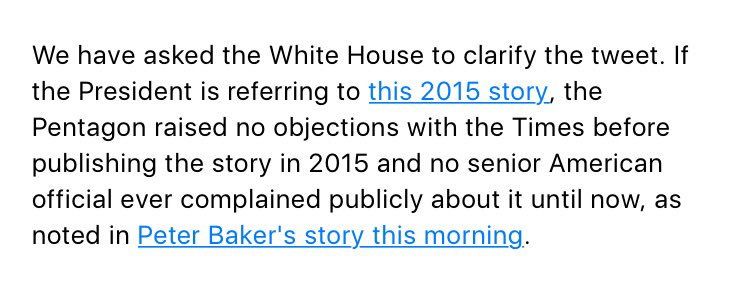 We have asked the White House to clarify the tweet. If
the President is referring to this 2015 story, the
Pentagon raised no objections with the Times before
publishing the story in 2015 and no senior American
official ever complained publicly about it until now, as
noted in Peter Baker's story this morning.